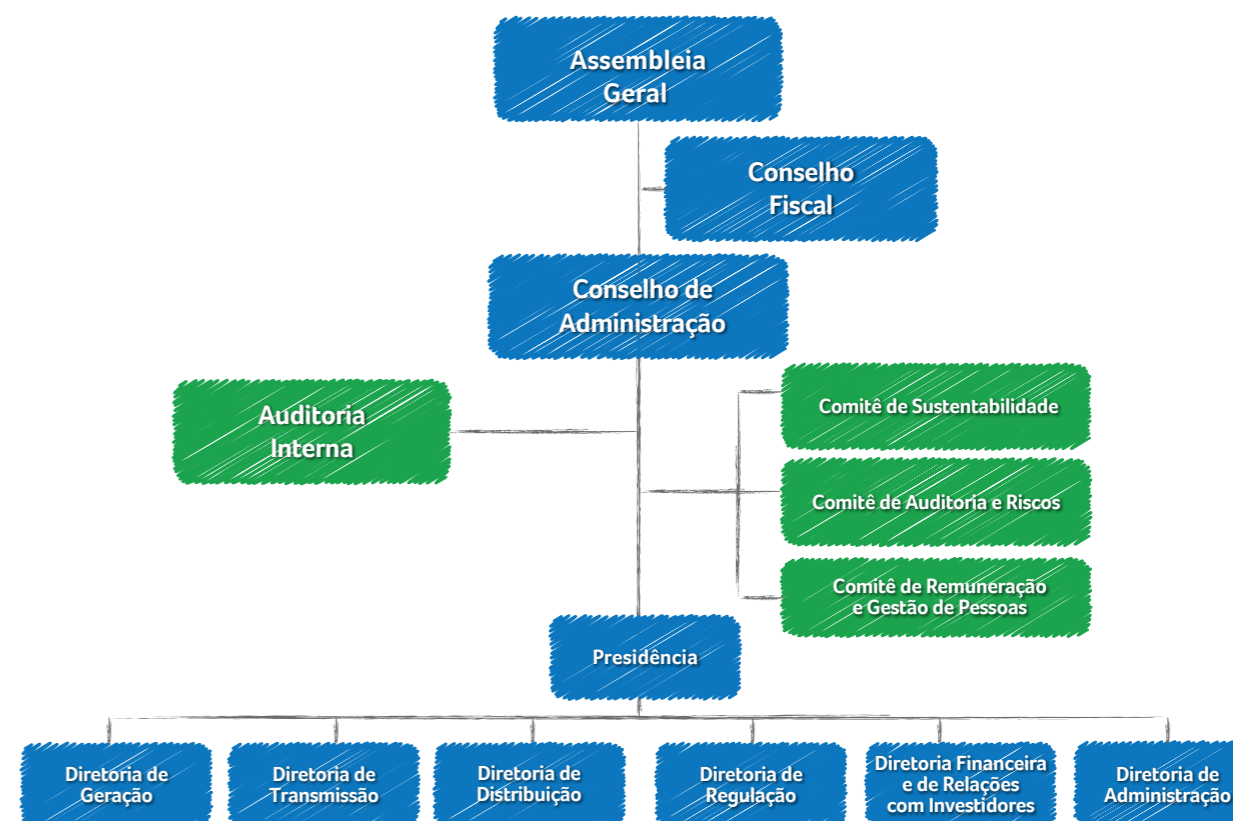 Assembleia
Geral
Conselho
Fiscal
Conselho de
Administração
Auditoria
Interna
Comitê de Sustentabilidade
Comitê de Auditoria e Riscos
Comitê de Remuneração
e Gestão de Pessoas
Presidência
Diretoria de
Geração
Diretoria de
Transmissão
Diretoria de
Distribuição
Diretoria de
Regulação
Diretoria Financeira
e de Relações
com Investidores
Diretoria de
Administração